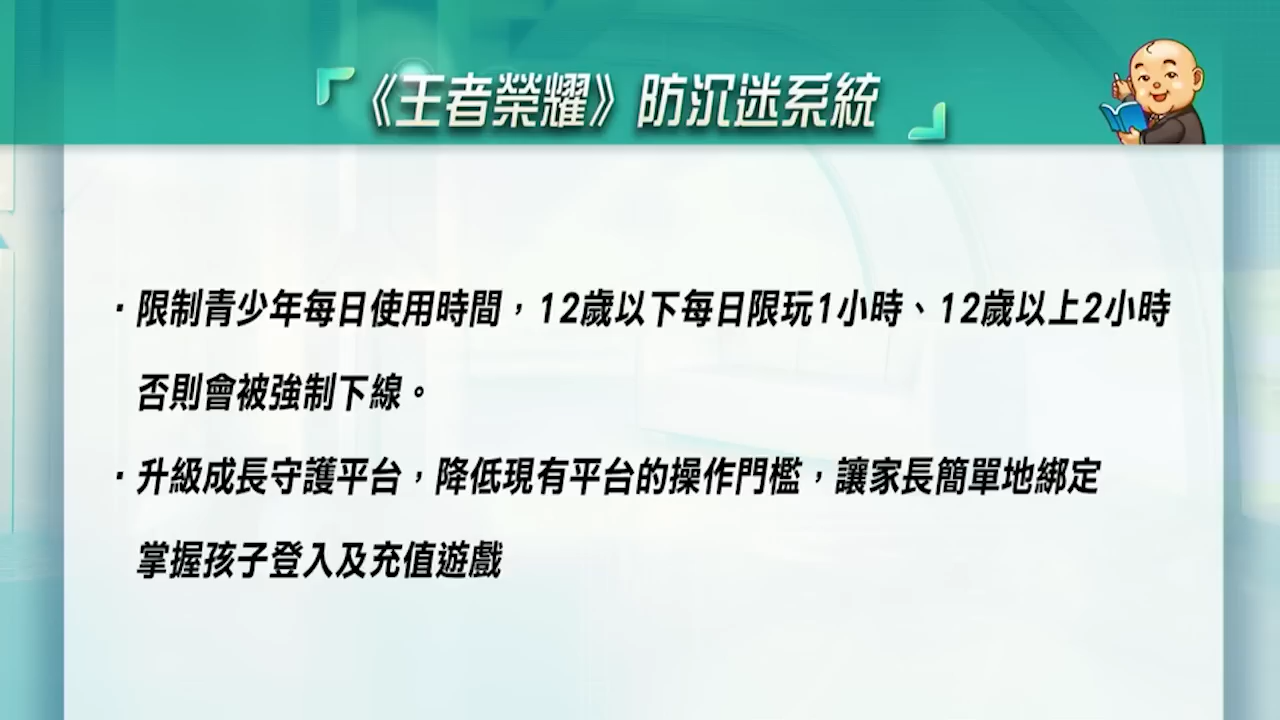 《王者榮耀》防沉迷系統
·限制青少年每日使用時間，12歲以下每日限玩1小時、12歲以上2小時
否則會被強制下線。
·升級成長守護平台，降低現有平台的操作門檻，讓家長簡單地綁定
掌握孩子登入及充值遊戲